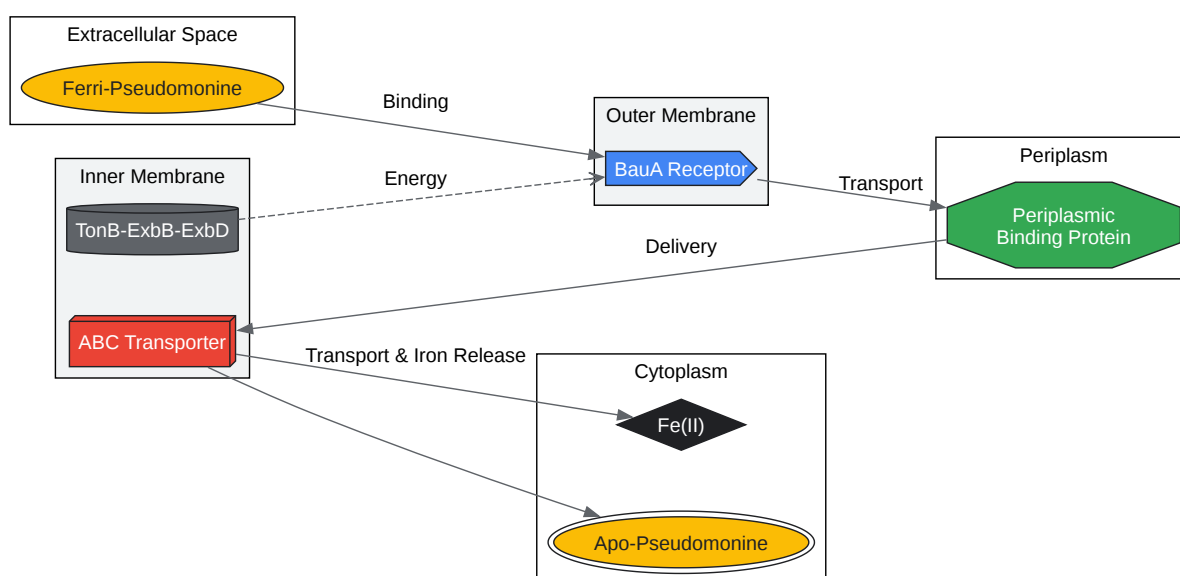 Extracellular Space
Ferri-Pseudomonine
Binding
Outer Membrane
BauA Receptor
Periplasm
Transport
Periplasmic
Binding Protein
Inner Membrane
Energy
TonB-ExbB-ExbD
Delivery
ABC Transporter
Transport & Iron Release
Cytoplasm
Fe(II)
Apo-Pseudomonine